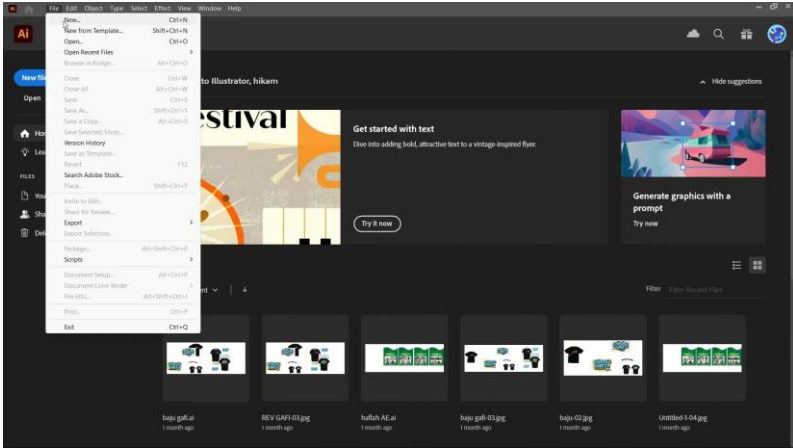 Ai File Edit Object Type Select Effect View Window Help
Ai
New... Ctrl+N
New from Template... Shift+Ctrl+N
Open... Ctrl+O
Open Recent Files
Browse in Bridge... Alt+Ctrl+O
Close Ctrl+W
Close All Alt+Ctrl+W
Save Ctrl+S
Save As... Shift+Ctrl+S
Save a Copy... Alt+Ctrl+S
Save Selected Slices...
Version History
Save as Template...
Revert F12
Search Adobe Stock...
Place... Shift+Ctrl+P
Invite to Edit...
Share for Review...
Export
Export Selection...
Package... Alt+Shift+Ctrl+P
Scripts
Document Setup... Alt+Ctrl+P
Document Color Mode
File Info... Alt+Shift+Ctrl+I
Print... Ctrl+P
Exit Ctrl+Q
New file
Open
Ho
Lea
FILES
You
Sha
Del
to Illustrator, hikam
Hide suggestions
estival
Get started with text
Dive into adding bold, attractive text to a vintage-inspired flyer.
Try it now
Generate graphics with a
prompt
Try now
nt
Filter Filter Recent Files
baju gafi.ai
1 month ago
REV GAFI-03.jpg
1 month ago
haflah AE.ai
1 month ago
baju gafi-03.jpg
1 month ago
baju-02.jpg
1 month ago
Untitled-1-04.jpg
1 month ago